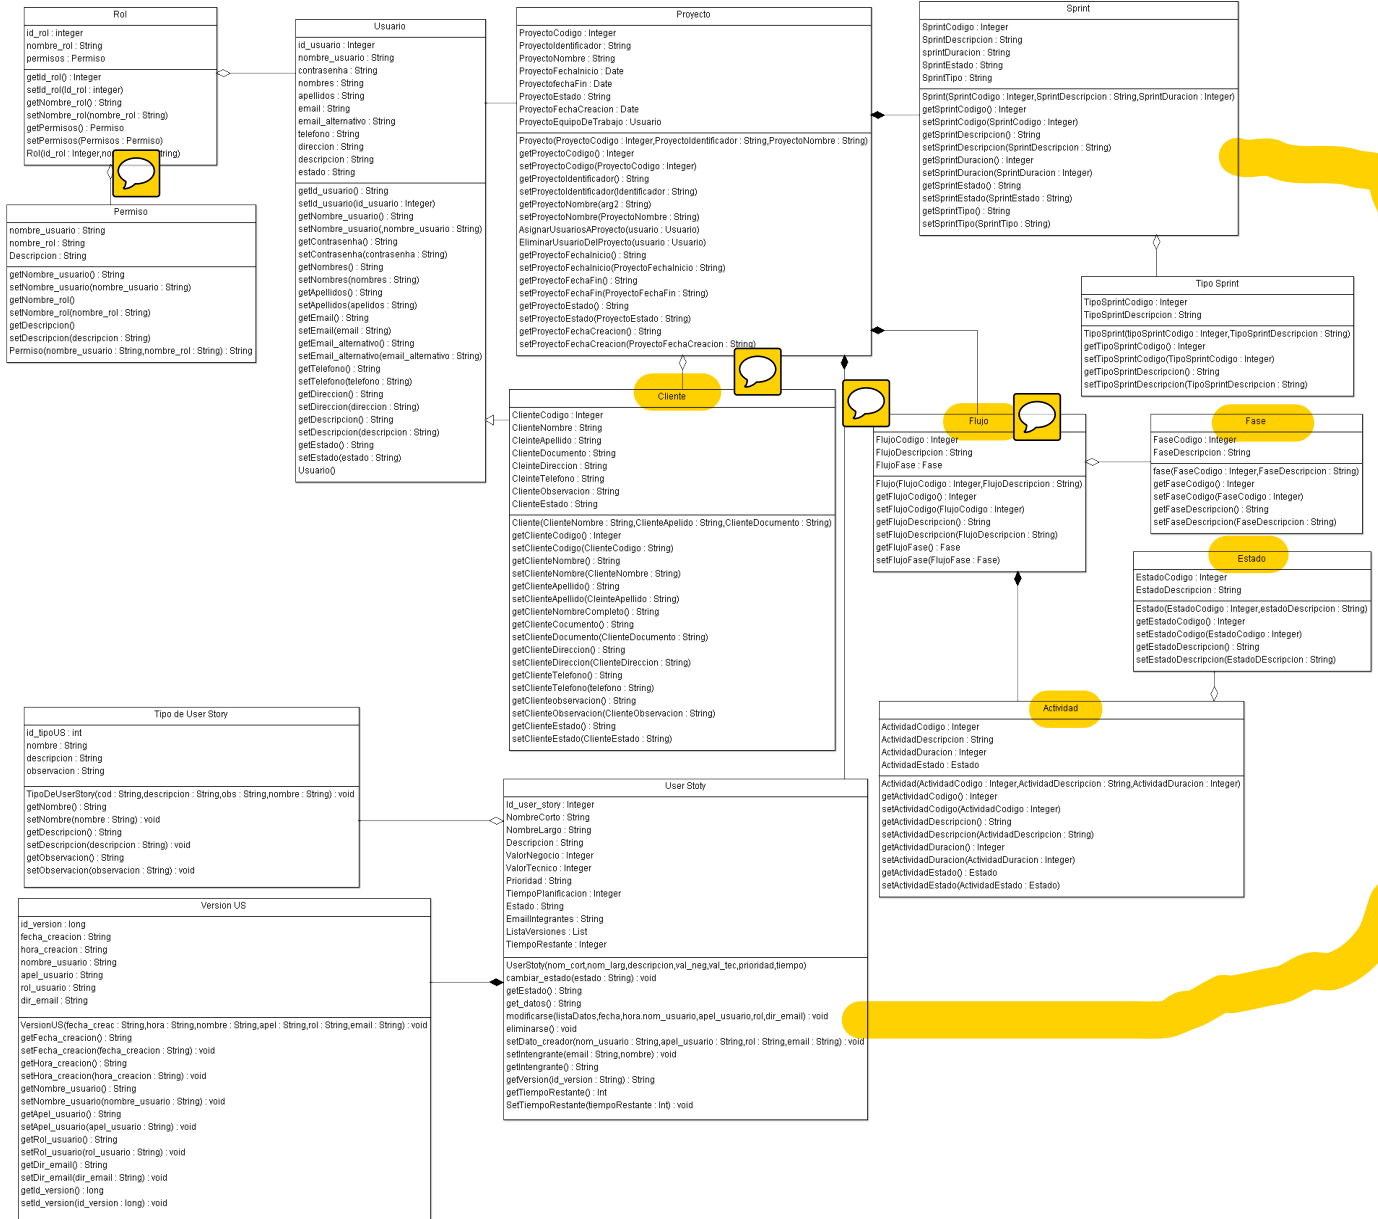 Rol
id_rol : integer
nombre_rol : String
permisos : Permiso
getId_rol() : Integer
setId_rol(Id_rol : integer)
getNombre_rol() : String
setNombre_rol(nombre_rol : String)
getPermisos() : Permiso
setPermisos(Permisos : Permiso)
Rol(id_rol : Integer,no
Permiso
nombre_usuario : String
nombre_rol : String
Descripcion : String
getNombre_usuario() : String
setNombre_usuario(nombre_usuario : String)
getNombre_rol()
setNombre_rol(nombre_rol : String)
getDescripcion()
setDescripcion(descripcion : String)
Permiso(nombre_usuario : String,nombre_rol : String) : String
Usuario
id_usuario : Integer
nombre_usuario : String
contrasenha : String
nombres : String
apellidos : String
email : String
email_alternativo : String
telefono : String
direccion : String
descripcion : String
estado : String
getId_usuario() : String
setId_usuario(id_usuario : Integer)
getNombre_usuario() : String
setNombre_usuario(,nombre_usuario : String)
getContrasenha() : String
setContrasenha(contrasenha : String)
getNombres() : String
setNombres(nombres : String)
getApellidos() : String
setApellidos(apelidos : String)
getEmail() : String
setEmail(email : String)
getEmail_alternativo() : String
setEmail_alternativo(email_alternativo : String)
getTelefono() : String
setTelefono(telefono : String)
getDireccion() : String
setDireccion(direccion : String)
getDescripcion() : String
setDescripcion(descripcion : String)
getEstado() : String
setEstado(estado : String)
Usuario()
Proyecto
ProyectoCodigo : Integer
ProyectoIdentificador : String
ProyectoNombre : String
ProyectoFechaInicio : Date
ProyectofechaFin : Date
ProyectoEstado : String
ProyectoFechaCreacion : Date
ProyectoEquipoDeTrabajo : Usuario
Proyecto(ProyectoCodigo : Integer,ProyectoIdentificador : String,ProyectoNombre : String)
getProyectoCodigo() : Integer
setProyectoCodigo(ProyectoCodigo : Integer)
getProyectoIdentificador() : String
setProyectoIdentificador(Identificador : String)
getProyectoNombre(arg2) : String
setProyectoNombre(ProyectoNombre : String)
AsignarUsuariosAProyecto(usuario : Usuario)
EliminarUsuarioDelProyecto(usuario : Usuario)
getProyectoFechaInicio() : String
setProyectoFechaInicio(ProyectoFechaInicio : String)
getProyectoFechaFin() : String
setProyectoFechaFin(ProyectoFechaFin : String)
getProyectoEstado() : String
setProyectoEstado(ProyectoEstado : String)
getProyectoFechaCreacion() : String
setProyectoFechaCreacion(ProyectoFechaCreacion : String)
Sprint
SprintCodigo : Integer
SprintDescripcion : String
sprintDuracion : String
SprintEstado : String
SprintTipo : String
Sprint(SprintCodigo : Integer,SprintDescripcion : String,SprintDuracion : Integer)
getSprintCodigo() : Integer
setSprintCodigo(SprintCodigo : Integer)
getSprintDescripcion() : String
setSprintDescripcion(SprintDescripcion : String)
getSprintDuracion() : Integer
setSprintDuracion(SprintDuracion : Integer)
getSprintEstado() : String
setSprintEstado(SprintEstado : String)
getSprintTipo() : String
setSprintTipo(SprintTipo : String)
Tipo Sprint
TipoSprintCodigo : Integer
TipoSprintDescripcion : String
TipoSprint(tipoSprintCodigo : Integer,TipoSprintDescripcion : String)
getTipoSprintCodigo() : Integer
setTipoSprintCodigo(TipoSprintCodigo : Integer)
getTipoSprintDescripcion() : String
setTipoSprintDescripcion(TipoSprintDescripcion : String)
Cliente
ClienteCodigo : Integer
ClienteNombre : String
CleinteApellido : String
ClienteDocumento : String
CleinteDireccion : String
CleinteTelefono : String
ClienteObservacion : String
ClienteEstado : String
Cliente(ClienteNombre : String,ClienteApelido : String,ClienteDocumento : String)
getClienteCodigo() : Integer
setClienteCodigo(ClienteCodigo : String)
getClienteNombre() : String
setClienteNombre(ClienteNombre : String)
getClienteApellido() : String
setClienteApellido(CleinteApellido : String)
getClienteNombreCompleto() : String
getClienteCocumento() : String
setClienteDocumento(ClienteDocumento : String)
getClienteDireccion() : String
setClienteDireccion(ClienteDireccion : String)
getClienteTelefono() : String
setClienteTelefono(telefono : String)
getClienteobservacion() : String
setClienteObservacion(ClienteObservacion : String)
getClienteEstado() : String
setClienteEstado(ClienteEstado : String)
Flujo
FlujoCodigo : Integer
FlujoDescripcion : String
FlujoFase : Fase
Flujo(FlujoCodigo : Integer,FlujoDescripcion : String)
getFlujoCodigo() : Integer
setFlujoCodigo(FlujoCodigo : Integer)
getFlujoDescripcion() : String
setFlujoDescripcion(FlujoDescripcion : String)
getFlujoFase() : Fase
setFlujoFase(FlujoFase : Fase)
Fase
FaseCodigo : Integer
FaseDescripcion : String
fase(FaseCodigo : Integer,FaseDescripcion : String)
getFaseCodigo() : Integer
setFaseCodigo(FaseCodigo : Integer)
getFaseDescripcion() : String
setFaseDescripcion(FaseDescripcion : String)
Estado
EstadoCodigo : Integer
EstadoDescripcion : String
Estado(EstadoCodigo : Integer,estadoDescripcion : String)
getEstadoCodigo() : Integer
setEstadoCodigo(EstadoCodigo : Integer)
getEstadoDescripcion() : String
setEstadoDescripcion(EstadoDEscripcion : String)
Actividad
ActividadCodigo : Integer
ActividadDescripcion : String
ActividadDuracion : Integer
ActividadEstado : Estado
Actividad(ActividadCodigo : Integer,ActividadDescripcion : String,ActividadDuracion : Integer)
getActividadCodigo() : Integer
setActividadCodigo(ActividadCodigo : Integer)
getActividadDescripcion() : String
setActividadDescripcion(ActividadDescripcion : String)
getActividadDuracion() : Integer
setActividadDuracion(ActividadDuracion : Integer)
getActividadEstado() : Estado
setActividadEstado(ActividadEstado : Estado)
Tipo de User Story
id_tipoUS : int
nombre : String
descripcion : String
observacion : String
TipoDeUserStory(cod : String,descripcion : String,obs : String,nombre : String) : void
getNombre() : String
setNombre(nombre : String) : void
getDescripcion() : String
setDescripcion(descripcion : String) : void
getObservacion() : String
setObservacion(observacion : String) : void
User Stoty
Id_user_story : Integer
NombreCorto : String
NombreLargo : String
Descripcion : String
ValorNegocio : Integer
ValorTecnico : Integer
Prioridad : String
TiempoPlanificacion : Integer
Estado : String
EmailIntegrantes : String
ListaVersiones : List
TiempoRestante : Integer
UserStoty(nom_cort,nom_larg,descripcion,val_neg,val_tec,prioridad,tiempo)
cambiar_estado(estado : String) : void
getEstado() : String
get_datos() : String
modificarse(listaDatos,fecha,hora.nom_usuario,apel_usuario,rol,dir_email) : void
eliminarse() : void
setDato_creador(nom_usuario : String,apel_usuario : String,rol : String,email : String) : void
setIntengrante(email : String,nombre) : void
getIntengrante() : String
getVersion(id_version : String) : String
getTiempoRestante() : Int
SetTiempoRestante(tiempoRestante : Int) : void
Version US
id_version : long
fecha_creacion : String
hora_creacion : String
nombre_usuario : String
apel_usuario : String
rol_usuario : String
dir_email : String
VersionUS(fecha_creac : String,hora : String,nombre : String,apel : String,rol : String,email : String) : void
getFecha_creacion() : String
setFecha_creacion(fecha_creacion : String) : void
getHora_creacion() : String
setHora_creacion(hora_creacion : String) : void
getNombre_usuario() : String
setNombre_usuario(nombre_usuario : String) : void
getApel_usuario() : String
setApel_usuario(apel_usuario : String) : void
getRol_usuario() : String
setRol_usuario(rol_usuario : String) : void
getDir_email() : String
setDir_email(dir_email : String) : void
getId_version() : long
setId_version(id_version : long) : void